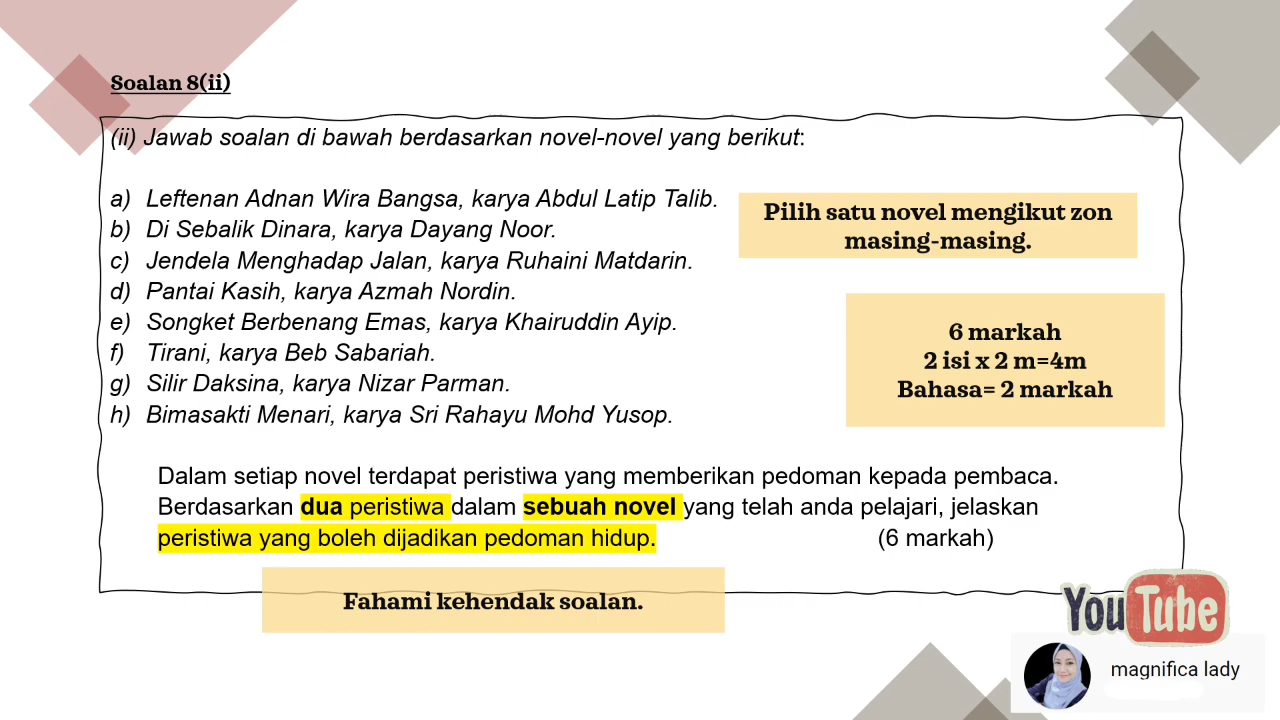 Soalan 8(ii)
(ii) Jawab soalan di bawah berdasarkan novel-novel yang berikut:
a) Leftenan Adnan Wira Bangsa, karya Abdul Latip Talib.
b) Di Sebalik Dinara, karya Dayang Noor.
c) Jendela Menghadap Jalan, karya Ruhaini Matdarin.
d) Pantai Kasih, karya Azmah Nordin.
e) Songket Berbenang Emas, karya Khairuddin Ayip.
f) Tirani, karya Beb Sabariah.
g) Silir Daksina, karya Nizar Parman.
h) Bimasakti Menari, karya Sri Rahayu Mohd Yusop.
Pilih satu novel mengikut zon
masing-masing.
6 markah
2 isi x 2 m=4m
Bahasa= 2 markah
Dalam setiap novel terdapat peristiwa yang memberikan pedoman kepada pembaca.
Berdasarkan dua peristiwa dalam sebuah novel yang telah anda pelajari, jelaskan
peristiwa yang boleh dijadikan pedoman hidup. (6 markah)
Fahami kehendak soalan.
YouTube
magnifica lady